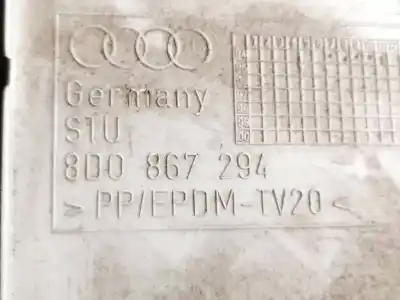 Germany
STU
8D0 867 294
> PP/EPDM-TV20 <